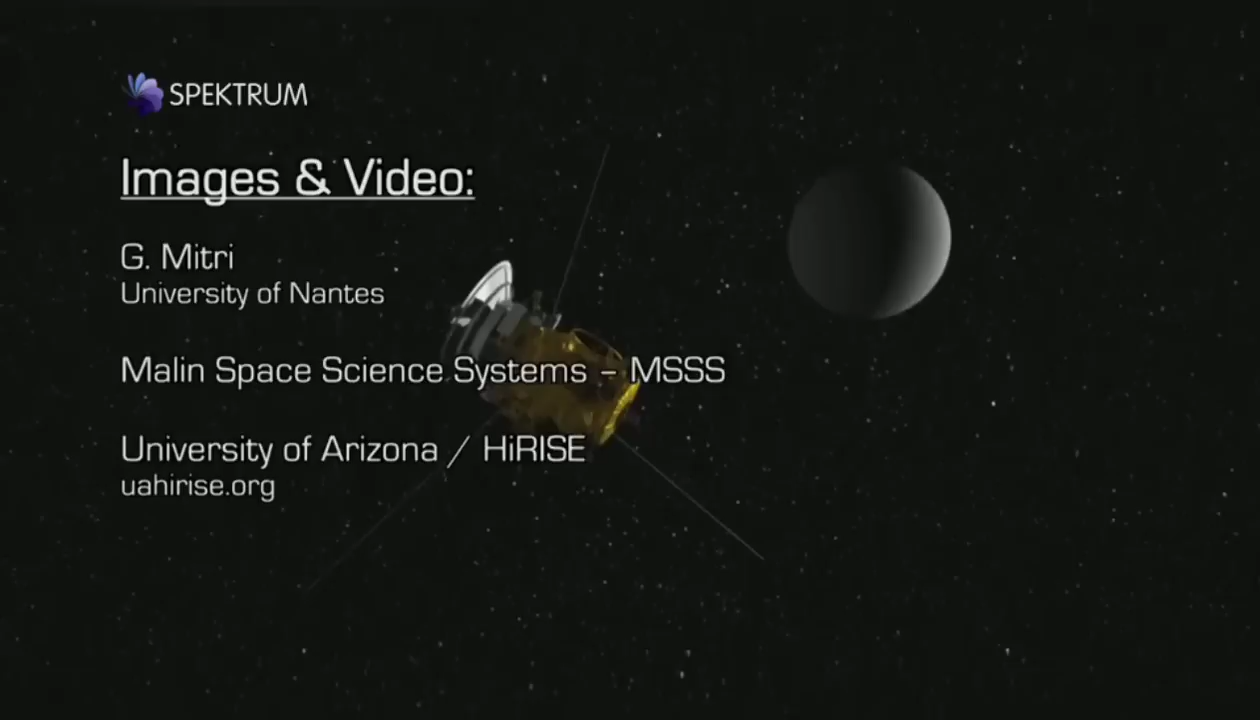 SPEKTRUM
Images & Video:
G. Mitri
University of Nantes
Malin Space Science Systems – MSSS
University of Arizona / HiRISE
uahirise.org